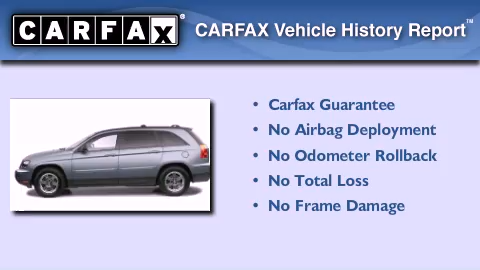 CARFAX®
CARFAX Vehicle History Report™
• Carfax Guarantee
• No Airbag Deployment
• No Odometer Rollback
• No Total Loss
• No Frame Damage